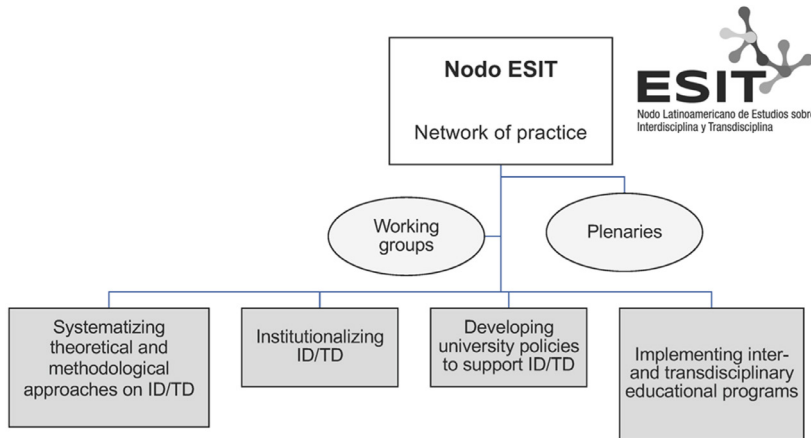 Nodo ESIT
Network of practice
ESIT
Nodo Latinoamericano de Estudios sobre
Interdisciplina y Transdisciplina
Working
groups
Plenaries
Systematizing
theoretical and
methodological
approaches on ID/TD
Institutionalizing
ID/TD
Developing
university policies
to support ID/TD
Implementing inter-
and transdisciplinary
educational programs